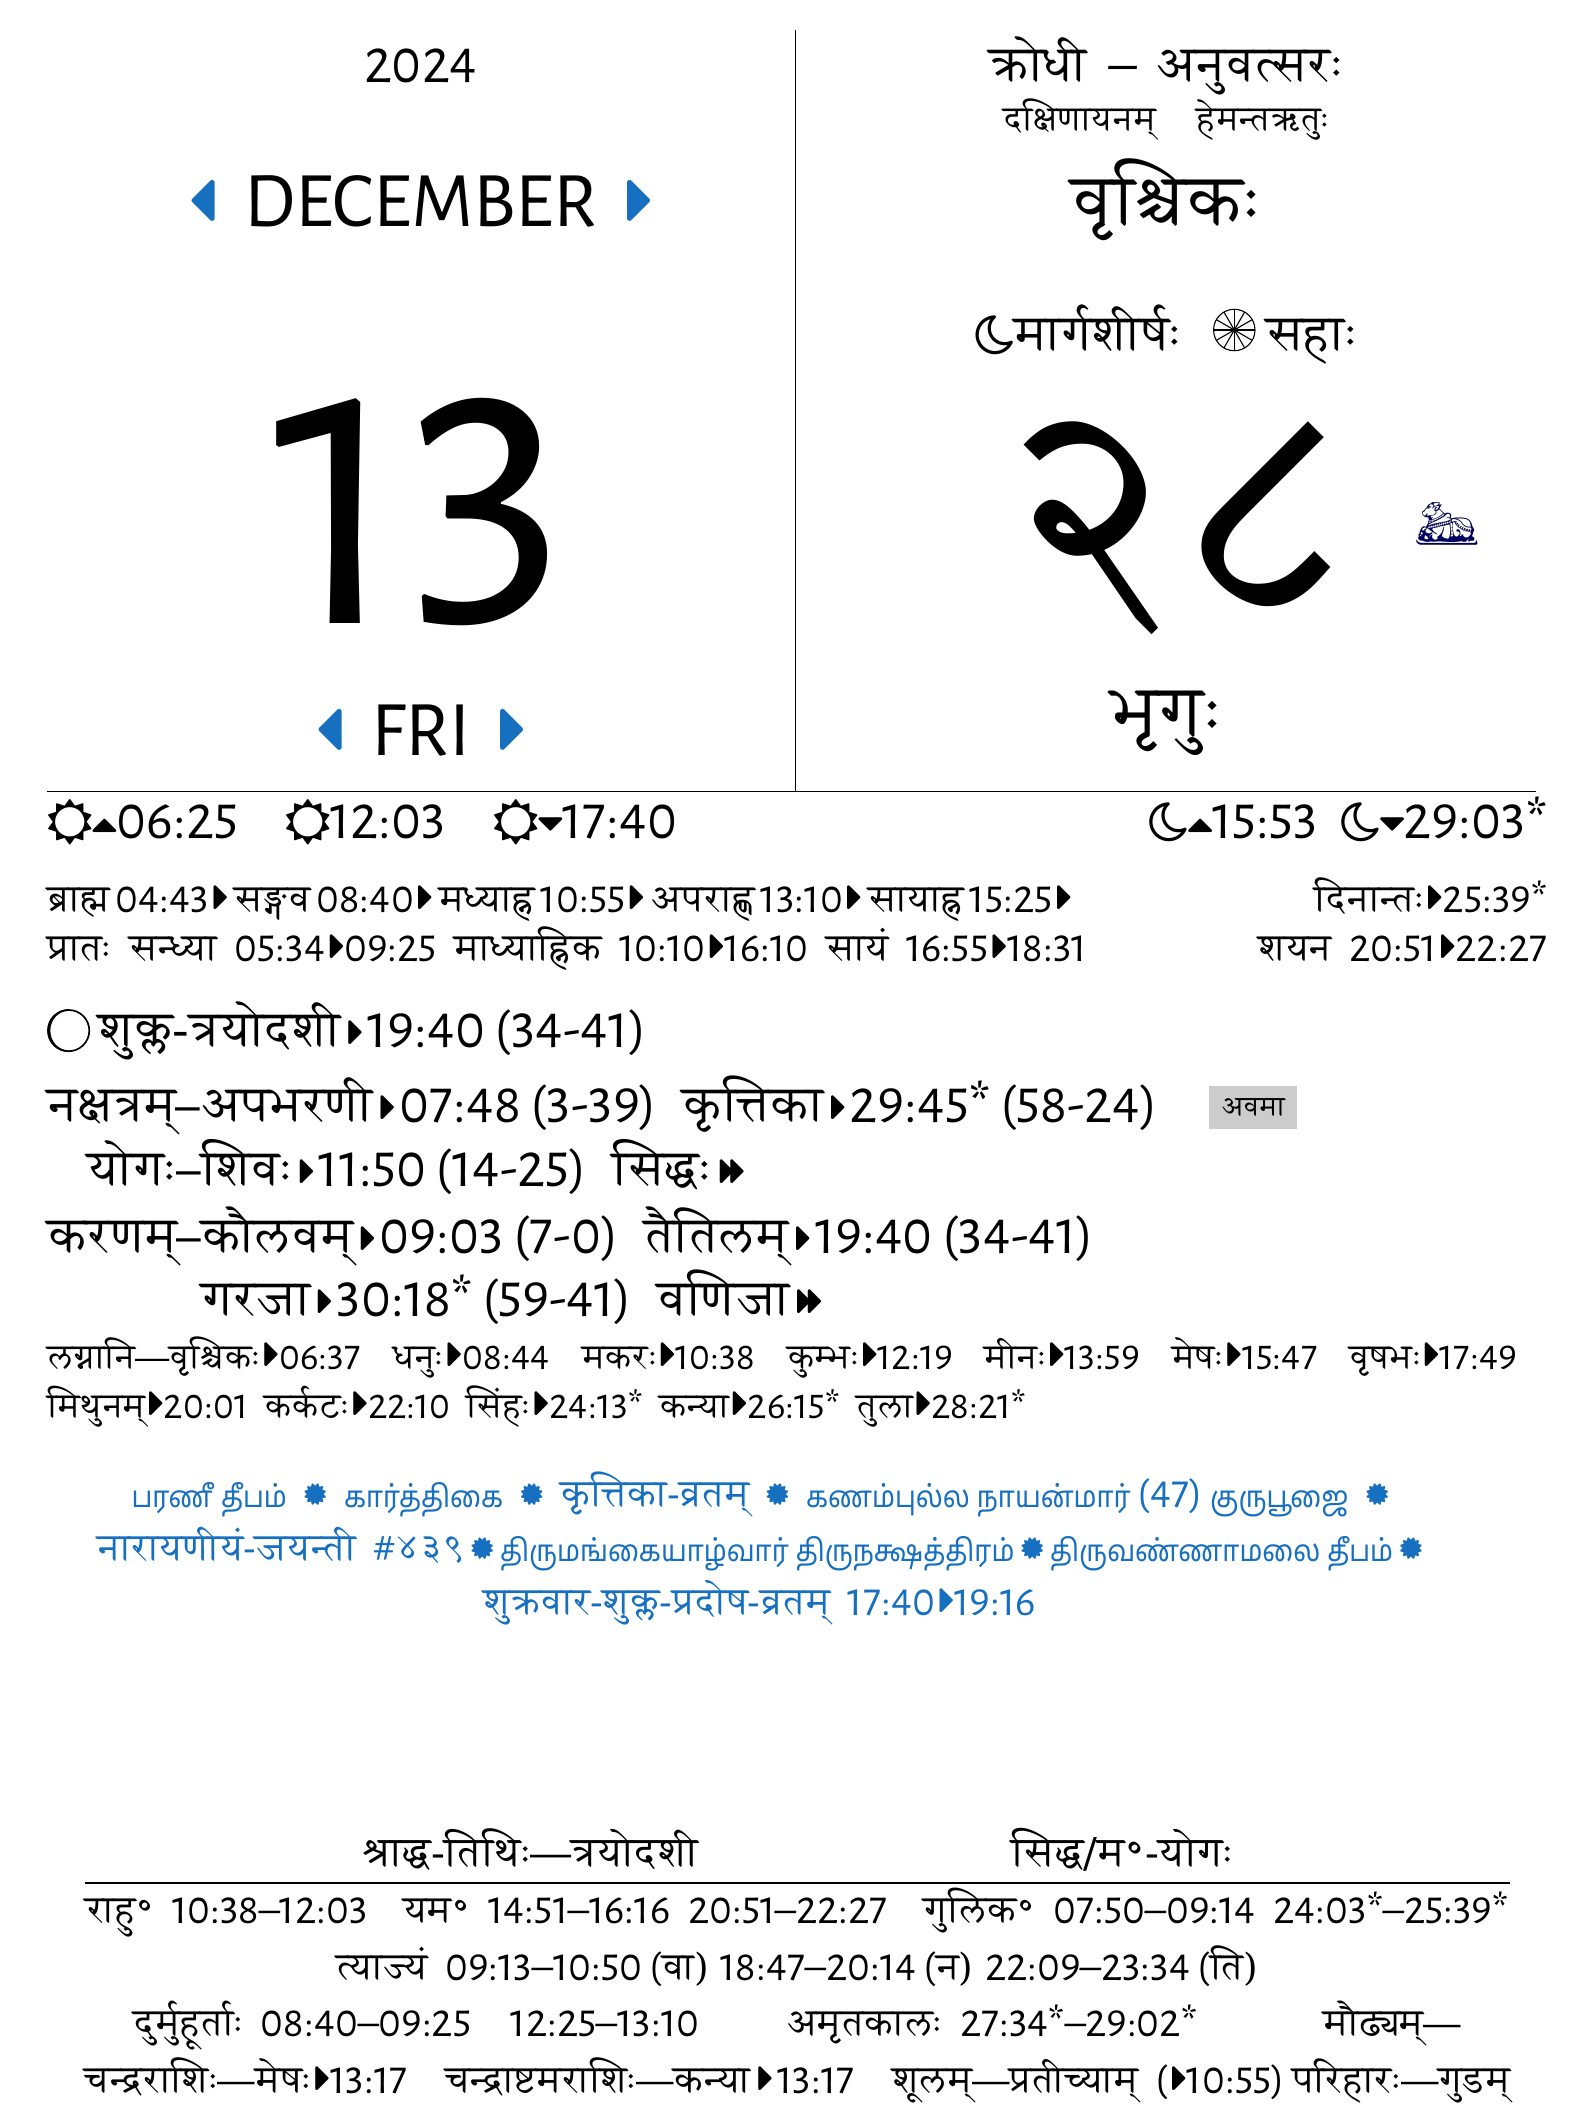 2024
DECEMBER
13
FRI
क्रोधी – अनुवत्सरः
दक्षिणायनम् हेमन्तऋतुः
वृश्चिकः
मार्गशीर्षः सहाः
२८
भृगुः
06:25 12:03 17:40 15:53 29:03*
ब्राह्म 04:43 सङ्गव 08:40 मध्याह्न 10:55 अपराह्ण 13:10 सायाह्न 15:25 दिनान्तः 25:39*
प्रातः सन्ध्या 05:34 09:25 माध्याह्निक 10:10 16:10 सायं 16:55 18:31 शयन 20:51 22:27
शुक्ल-त्रयोदशी 19:40 (34-41)
नक्षत्रम्–अपभरणी 07:48 (3-39) कृत्तिका 29:45* (58-24) अवमा
योगः–शिवः 11:50 (14-25) सिद्धः
करणम्–कौलवम् 09:03 (7-0) तैतिलम् 19:40 (34-41)
गरजा 30:18* (59-41) वणिजा
लग्नानि—वृश्चिकः 06:37 धनुः 08:44 मकरः 10:38 कुम्भः 12:19 मीनः 13:59 मेषः 15:47 वृषभः 17:49
मिथुनम् 20:01 कर्कटः 22:10 सिंहः 24:13* कन्या 26:15* तुला 28:21*
பரணீ தீபம் ✹ கார்த்திகை ✹ कृत्तिका-व्रतम् ✹ கணம்புல்ல நாயன்மார் (47) குருபூஜை ✹
नारायणीयं-जयन्ती #४३९ ✹ திருமங்கையாழ்வார் திருநக்ஷத்திரம் ✹ திருவண்ணாமலை தீபம் ✹
शुक्रवार-शुक्ल-प्रदोष-व्रतम् 17:40 19:16
श्राद्ध-तिथिः—त्रयोदशी सिद्ध/म॰-योगः
राहु॰ 10:38–12:03 यम॰ 14:51–16:16 20:51–22:27 गुलिक॰ 07:50–09:14 24:03*–25:39*
त्याज्यं 09:13–10:50 (वा) 18:47–20:14 (न) 22:09–23:34 (ति)
दुर्मुहूर्ताः 08:40–09:25 12:25–13:10 अमृतकालः 27:34*–29:02* मौढ्यम्—
चन्द्रराशिः—मेषः 13:17 चन्द्राष्टमराशिः—कन्या 13:17 शूलम्—प्रतीच्याम् ( 10:55) परिहारः—गुडम्